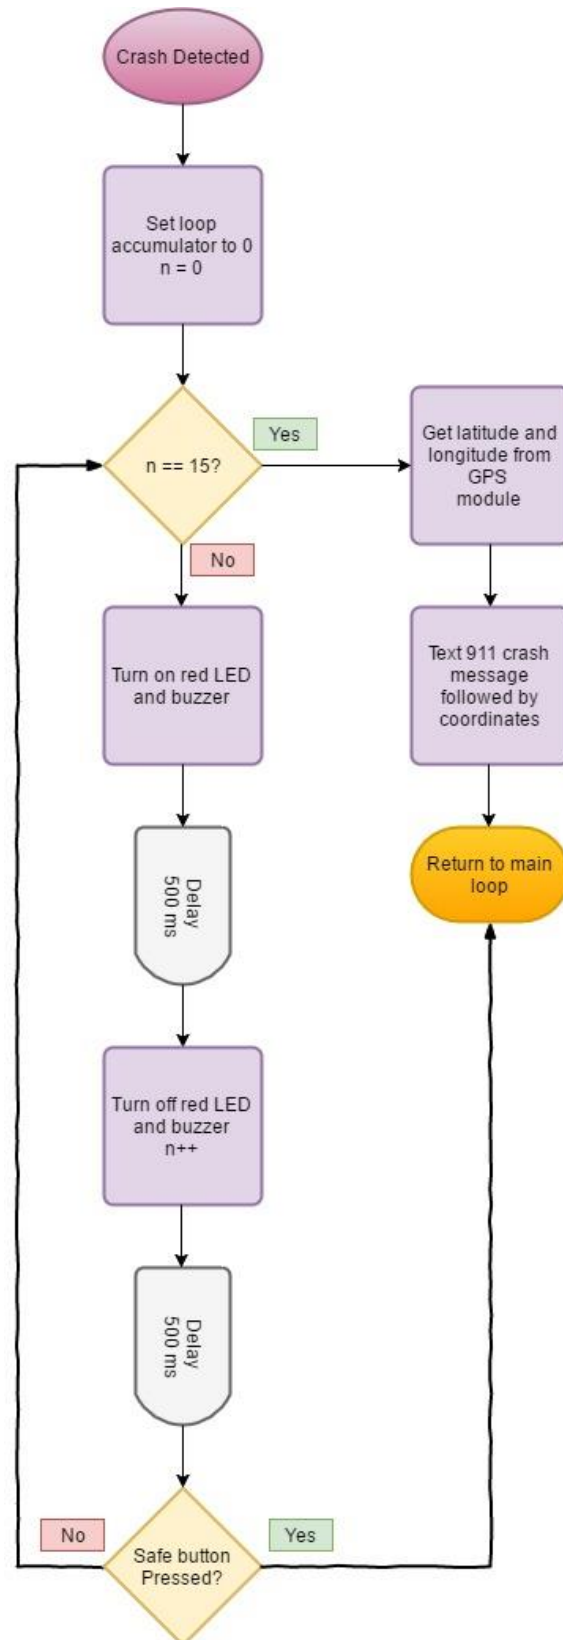 Crash Detected
Set loop
accumulator to 0
n = 0
n == 15?
Yes
Get latitude and
longitude from
GPS
module
No
Turn on red LED
and buzzer
Text 911 crash
message
followed by
coordinates
Delay
500 ms
Return to main
loop
Turn off red LED
and buzzer
n++
Delay
500 ms
No
Yes
Safe button
Pressed?